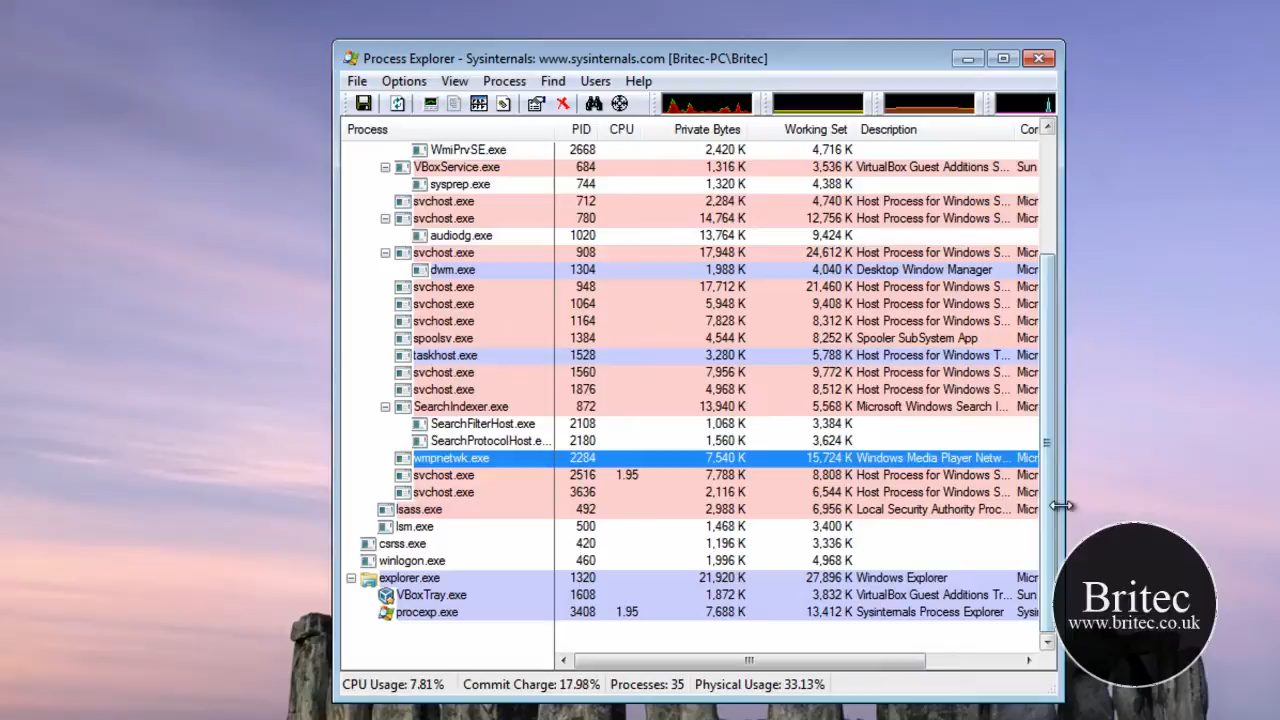 Process Explorer - Sysinternals: www.sysinternals.com [Britec-PC\Britec]
File Options View Process Find Users Help
Process PID CPU Private Bytes Working Set Description Cor
WmiPrvSE.exe 2668 2,420 K 4,716 K
VBoxService.exe 684 1,316 K 3,536 K VirtualBox Guest Additions S... Sun
sysprep.exe 744 1,320 K 4,388 K
svchost.exe 712 2,284 K 4,740 K Host Process for Windows S... Micr
svchost.exe 780 14,764 K 12,756 K Host Process for Windows S... Micr
audiodg.exe 1020 13,764 K 9,424 K
svchost.exe 908 17,948 K 24,612 K Host Process for Windows S... Micr
dwm.exe 1304 1,988 K 4,040 K Desktop Window Manager Micr
svchost.exe 948 17,712 K 21,460 K Host Process for Windows S... Micr
svchost.exe 1064 5,948 K 9,408 K Host Process for Windows S... Micr
svchost.exe 1164 7,828 K 8,312 K Host Process for Windows S... Micr
spoolsv.exe 1384 4,544 K 8,252 K Spooler SubSystem App Micr
taskhost.exe 1528 3,280 K 5,788 K Host Process for Windows T... Micr
svchost.exe 1560 7,956 K 9,772 K Host Process for Windows S... Micr
svchost.exe 1876 4,968 K 8,512 K Host Process for Windows S... Micr
SearchIndexer.exe 872 13,940 K 5,568 K Microsoft Windows Search I... Micr
SearchFilterHost.exe 2108 1,068 K 3,384 K
SearchProtocolHost.e... 2180 1,560 K 3,624 K
wmpnetwk.exe 2284 7,540 K 15,724 K Windows Media Player Netw... Micr
svchost.exe 2516 1.95 7,788 K 8,808 K Host Process for Windows S... Micr
svchost.exe 3636 2,116 K 6,544 K Host Process for Windows S... Micr
lsass.exe 492 2,988 K 6,956 K Local Security Authority Proc... Micr
lsm.exe 500 1,468 K 3,400 K
csrss.exe 420 1,196 K 3,336 K
winlogon.exe 460 1,996 K 4,968 K
explorer.exe 1320 21,920 K 27,896 K Windows Explorer Micr
VBoxTray.exe 1608 1,872 K 3,832 K VirtualBox Guest Additions Tr... Sun
procexp.exe 3408 1.95 7,688 K 13,412 K Sysinternals Process Explorer Sysi
CPU Usage: 7.81% Commit Charge: 17.98% Processes: 35 Physical Usage: 33.13%
Britec
www.britec.co.uk